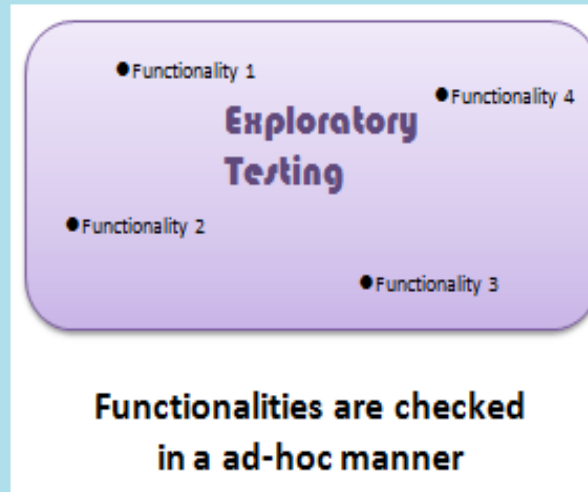 Functionality 1
Functionality 4
Exploratory
Testing
Functionality 2
Functionality 3
Functionalities are checked
in a ad-hoc manner